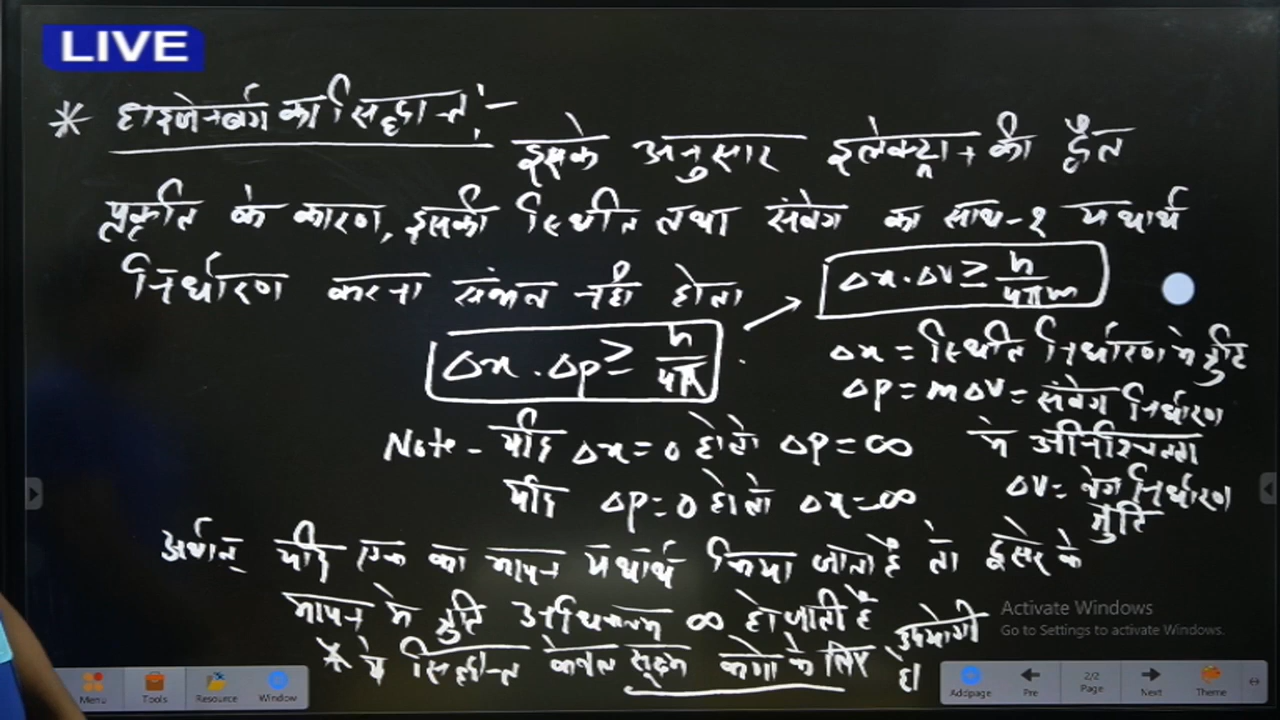 LIVE
* हाइजेनबर्ग का सिद्धान्त :-
इसके अनुसार इलेक्ट्रान की द्वैत
प्रकृति के कारण, इसकी स्थिति तथा संवेग का साथ-२ यथार्थ
निर्धारण करना संभव नही होता
Δx.Δv ≥ h/4πm
Δx . Δp ≥ h/4π
Δx = स्थिति निर्धारण मे त्रुटि
Δp = mΔv = संवेग निर्धारण
मे अनिश्चितता
Note - यदि Δx = 0 हो तो Δp = ∞
यदि Δp = 0 हो तो Δx = ∞
Δv = वेग निर्धारण
त्रुटि
अर्थात् यदि एक का मापन यथार्थ किया जाता है तो दूसरे के
मापन मे त्रुटि अधिकतम ∞ हो जाती है
* ये सिद्धान्त केवल सूक्ष्म कणो के लिए उपयोगी है।
Activate Windows
Go to Settings to activate Windows.
Menu Tools Resource Window
Addpage Pre 2/2 Page Next Theme